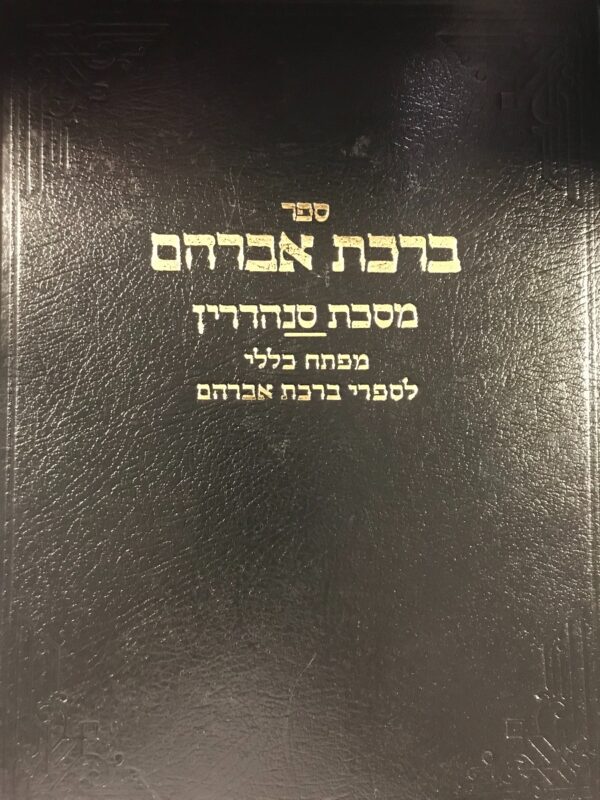 ספר
ברכת אברהם
מסכת סנהדרין
מפתח כללי
לספרי ברכת אברהם